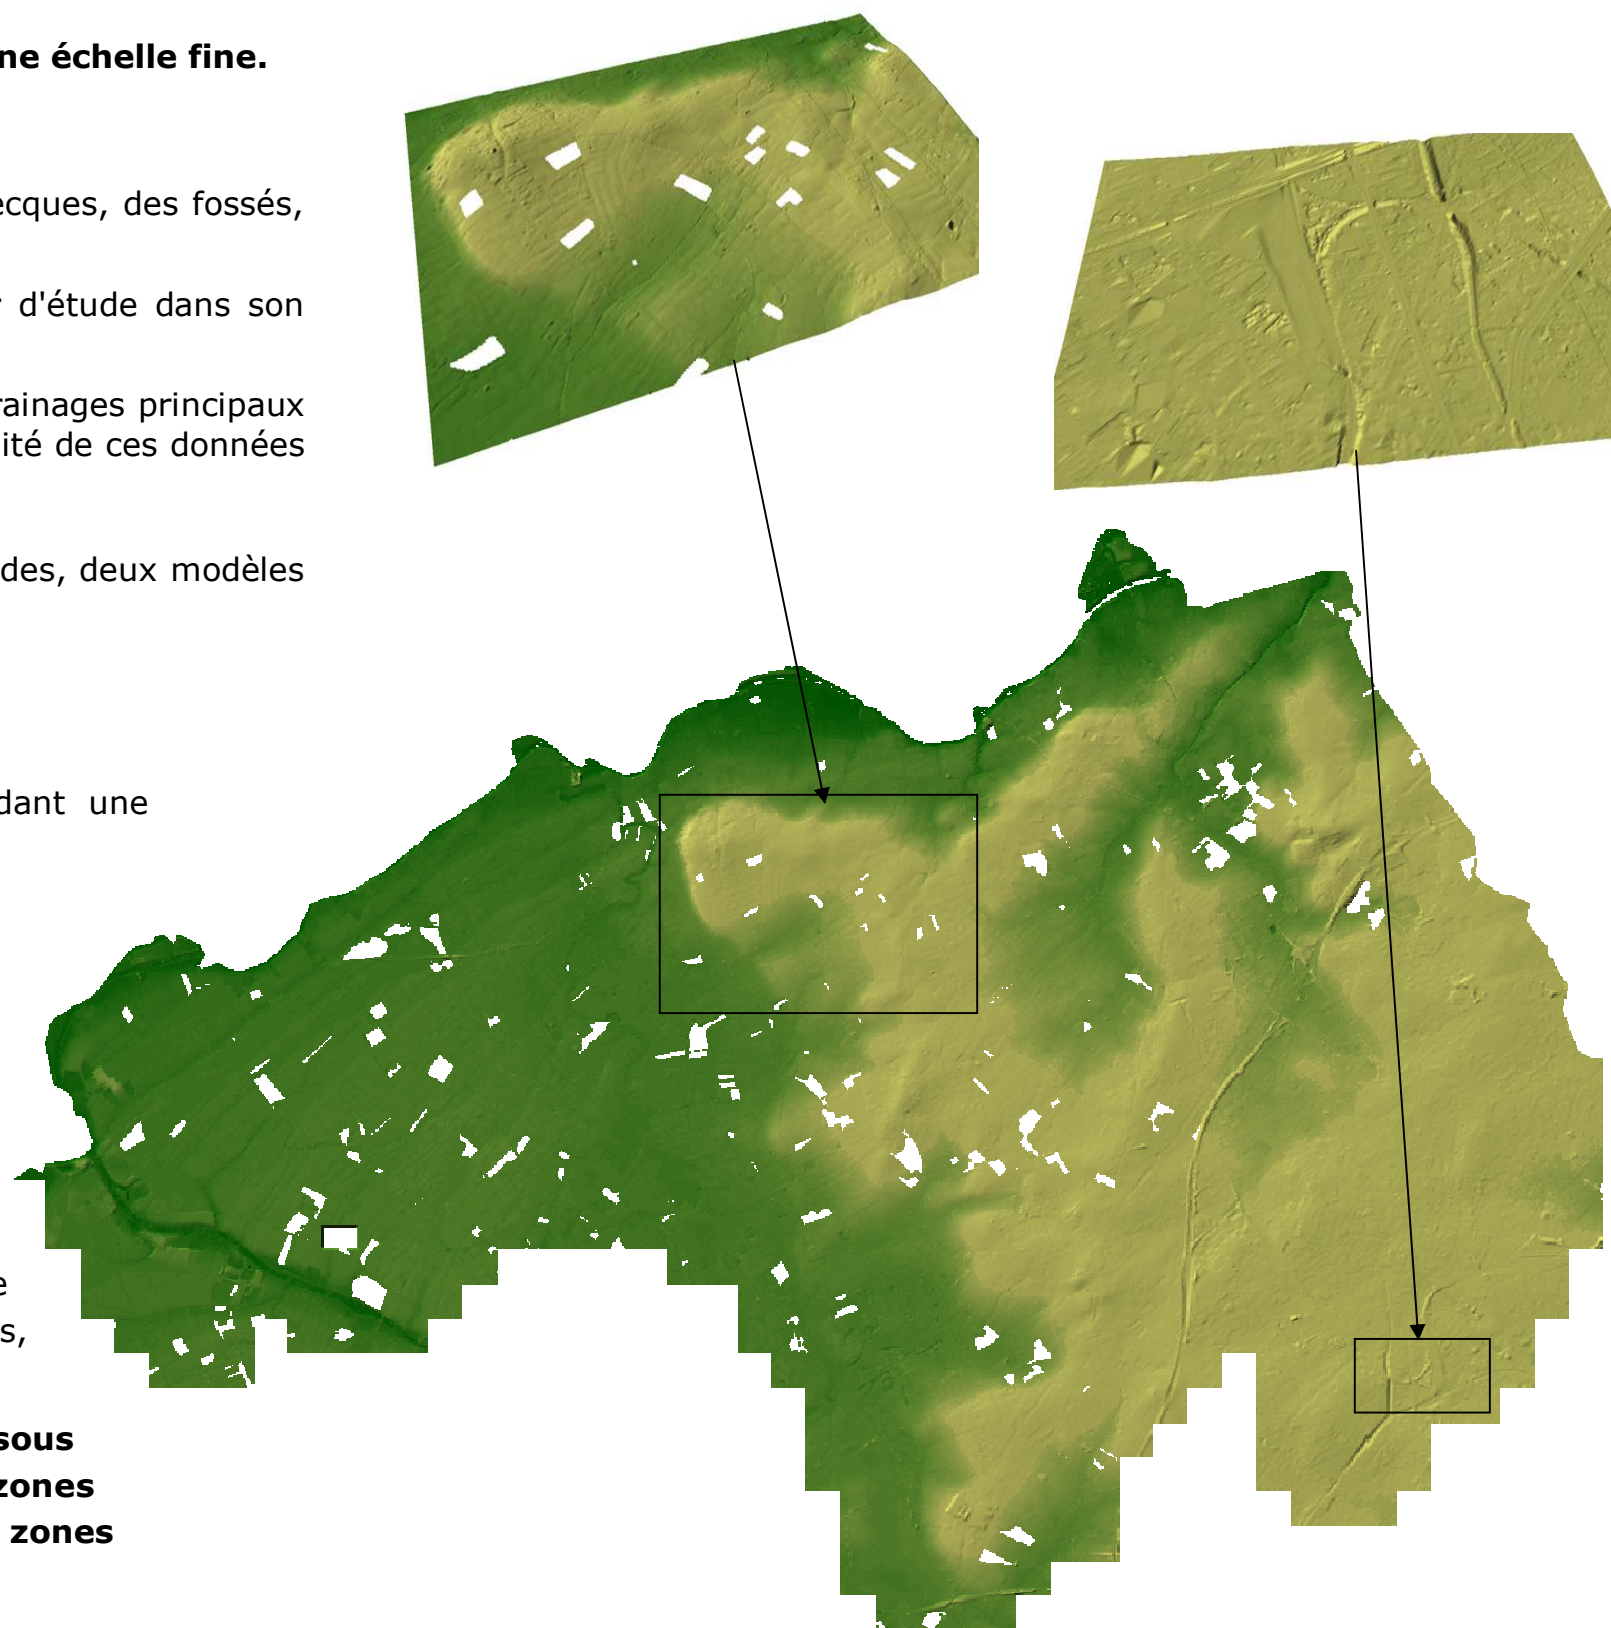 ne échelle fine.
ecques, des fossés,
r d'étude dans son
rainages principaux
ité de ces données
des, deux modèles
dant une
e
s,
sous
zones
zones